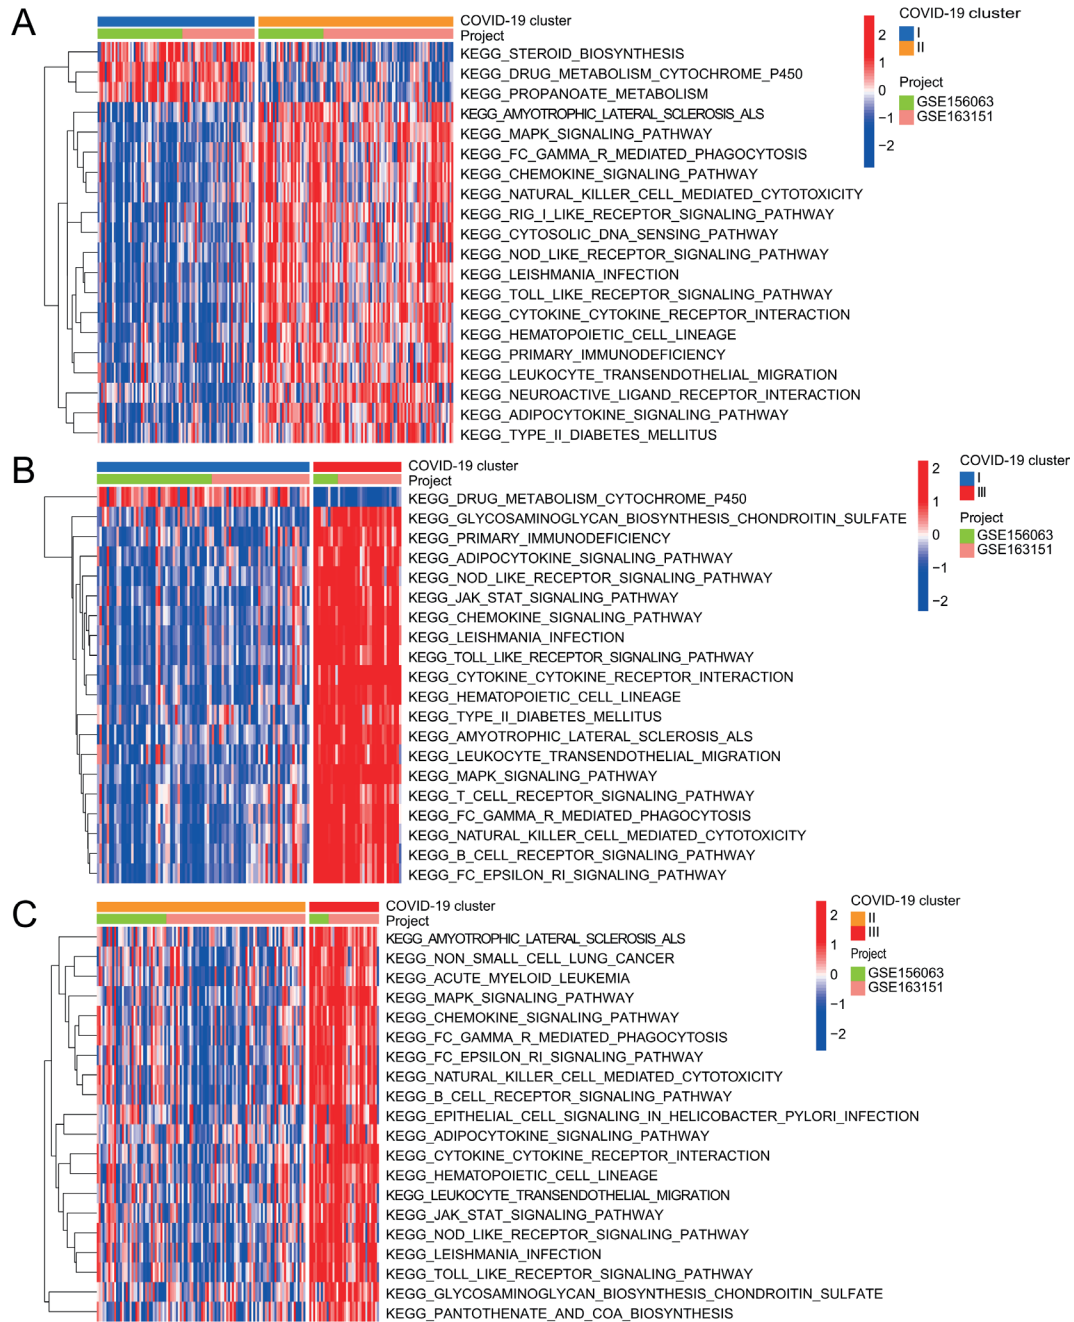 A
COVID-19 cluster
Project
KEGG_STEROID_BIOSYNTHESIS
KEGG_DRUG_METABOLISM_CYTOCHROME_P450
KEGG_PROPANOATE_METABOLISM
KEGG_AMYOTROPHIC_LATERAL_SCLEROSIS_ALS
KEGG_MAPK_SIGNALING_PATHWAY
KEGG_FC_GAMMA_R_MEDIATED_PHAGOCYTOSIS
KEGG_CHEMOKINE_SIGNALING_PATHWAY
KEGG_NATURAL_KILLER_CELL_MEDIATED_CYTOTOXICITY
KEGG_RIG_I_LIKE_RECEPTOR_SIGNALING_PATHWAY
KEGG_CYTOSOLIC_DNA_SENSING_PATHWAY
KEGG_NOD_LIKE_RECEPTOR_SIGNALING_PATHWAY
KEGG_LEISHMANIA_INFECTION
KEGG_TOLL_LIKE_RECEPTOR_SIGNALING_PATHWAY
KEGG_CYTOKINE_CYTOKINE_RECEPTOR_INTERACTION
KEGG_HEMATOPOIETIC_CELL_LINEAGE
KEGG_PRIMARY_IMMUNODEFICIENCY
KEGG_LEUKOCYTE_TRANSENDOTHELIAL_MIGRATION
KEGG_NEUROACTIVE_LIGAND_RECEPTOR_INTERACTION
KEGG_ADIPOCYTOKINE_SIGNALING_PATHWAY
KEGG_TYPE_II_DIABETES_MELLITUS
2
1
0
−1
−2
COVID-19 cluster
I
II
Project
GSE156063
GSE163151
B
COVID-19 cluster
Project
KEGG_DRUG_METABOLISM_CYTOCHROME_P450
KEGG_GLYCOSAMINOGLYCAN_BIOSYNTHESIS_CHONDROITIN_SULFATE
KEGG_PRIMARY_IMMUNODEFICIENCY
KEGG_ADIPOCYTOKINE_SIGNALING_PATHWAY
KEGG_NOD_LIKE_RECEPTOR_SIGNALING_PATHWAY
KEGG_JAK_STAT_SIGNALING_PATHWAY
KEGG_CHEMOKINE_SIGNALING_PATHWAY
KEGG_LEISHMANIA_INFECTION
KEGG_TOLL_LIKE_RECEPTOR_SIGNALING_PATHWAY
KEGG_CYTOKINE_CYTOKINE_RECEPTOR_INTERACTION
KEGG_HEMATOPOIETIC_CELL_LINEAGE
KEGG_TYPE_II_DIABETES_MELLITUS
KEGG_AMYOTROPHIC_LATERAL_SCLEROSIS_ALS
KEGG_LEUKOCYTE_TRANSENDOTHELIAL_MIGRATION
KEGG_MAPK_SIGNALING_PATHWAY
KEGG_T_CELL_RECEPTOR_SIGNALING_PATHWAY
KEGG_FC_GAMMA_R_MEDIATED_PHAGOCYTOSIS
KEGG_NATURAL_KILLER_CELL_MEDIATED_CYTOTOXICITY
KEGG_B_CELL_RECEPTOR_SIGNALING_PATHWAY
KEGG_FC_EPSILON_RI_SIGNALING_PATHWAY
2
1
0
−1
−2
COVID-19 cluster
I
III
Project
GSE156063
GSE163151
C
COVID-19 cluster
Project
KEGG_AMYOTROPHIC_LATERAL_SCLEROSIS_ALS
KEGG_NON_SMALL_CELL_LUNG_CANCER
KEGG_ACUTE_MYELOID_LEUKEMIA
KEGG_MAPK_SIGNALING_PATHWAY
KEGG_CHEMOKINE_SIGNALING_PATHWAY
KEGG_FC_GAMMA_R_MEDIATED_PHAGOCYTOSIS
KEGG_FC_EPSILON_RI_SIGNALING_PATHWAY
KEGG_NATURAL_KILLER_CELL_MEDIATED_CYTOTOXICITY
KEGG_B_CELL_RECEPTOR_SIGNALING_PATHWAY
KEGG_EPITHELIAL_CELL_SIGNALING_IN_HELICOBACTER_PYLORI_INFECTION
KEGG_ADIPOCYTOKINE_SIGNALING_PATHWAY
KEGG_CYTOKINE_CYTOKINE_RECEPTOR_INTERACTION
KEGG_HEMATOPOIETIC_CELL_LINEAGE
KEGG_LEUKOCYTE_TRANSENDOTHELIAL_MIGRATION
KEGG_JAK_STAT_SIGNALING_PATHWAY
KEGG_NOD_LIKE_RECEPTOR_SIGNALING_PATHWAY
KEGG_LEISHMANIA_INFECTION
KEGG_TOLL_LIKE_RECEPTOR_SIGNALING_PATHWAY
KEGG_GLYCOSAMINOGLYCAN_BIOSYNTHESIS_CHONDROITIN_SULFATE
KEGG_PANTOTHENATE_AND_COA_BIOSYNTHESIS
2
1
0
−1
−2
COVID-19 cluster
II
III
Project
GSE156063
GSE163151